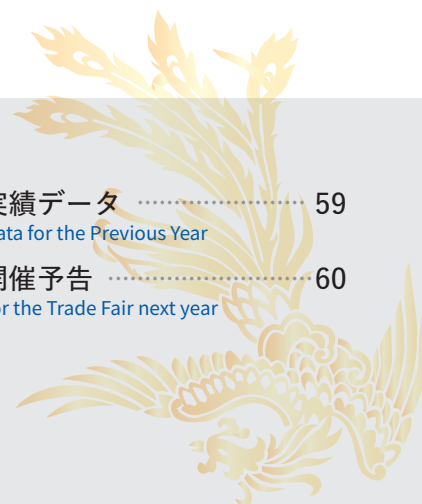 実績データ ………………… 59
ata for the Previous Year
開催予告 ………………… 60
or the Trade Fair next year